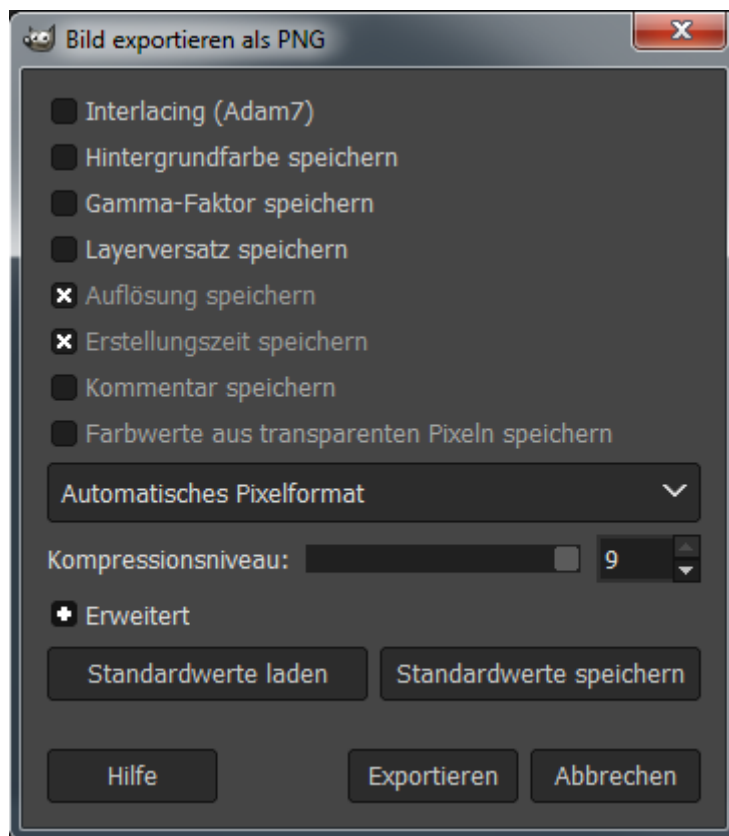 Bild exportieren als PNG
Interlacing (Adam7)
Hintergrundfarbe speichern
Gamma-Faktor speichern
Layerversatz speichern
Auflösung speichern
Erstellungszeit speichern
Kommentar speichern
Farbwerte aus transparenten Pixeln speichern
Automatisches Pixelformat
Kompressionsniveau: 9
Erweitert
Standardwerte laden Standardwerte speichern
Hilfe Exportieren Abbrechen